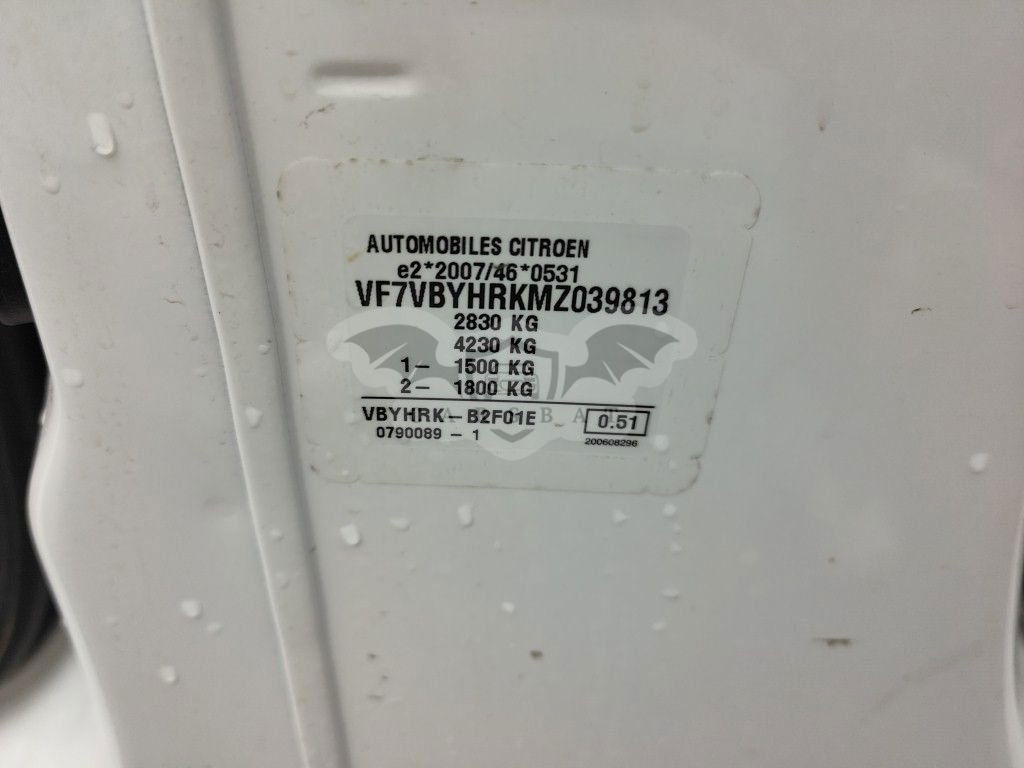 AUTOMOBILES CITROEN
e2*2007/46*0531
VF7VBYHRKMZ039813
2830 KG
4230 KG
1- 1500 KG
2- 1800 KG
VBYHRK-B2F01E 0.51
0790089-1 200608296